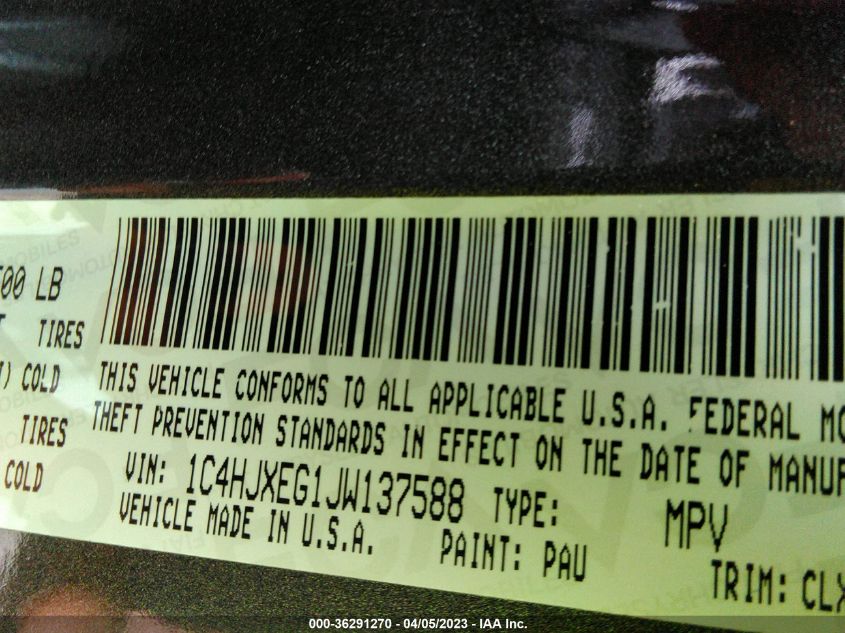 00 LB
TIRES
COLD
TIRES
COLD
THIS VEHICLE CONFORMS TO ALL APPLICABLE U.S.A. FEDERAL
THEFT PREVENTION STANDARDS IN EFFECT ON THE DATE OF MANUF
VIN: 1C4HJXEG1JW137588 TYPE: MPV
VEHICLE MADE IN U.S.A. PAINT: PAU TRIM: CLX
000-36291270 - 04/05/2023 - IAA Inc.